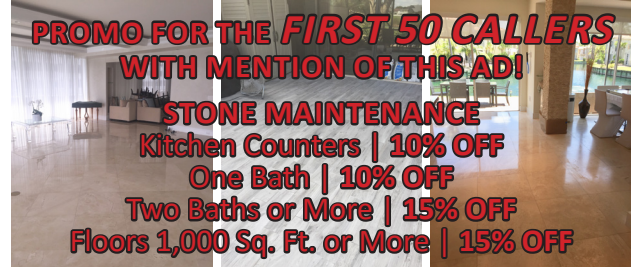 PROMO FOR THE FIRST 50 CALLERS
WITH MENTION OF THIS AD!
STONE MAINTENANCE
Kitchen Counters | 10% OFF
One Bath | 10% OFF
Two Baths or More | 15% OFF
Floors 1,000 Sq. Ft. or More | 15% OFF